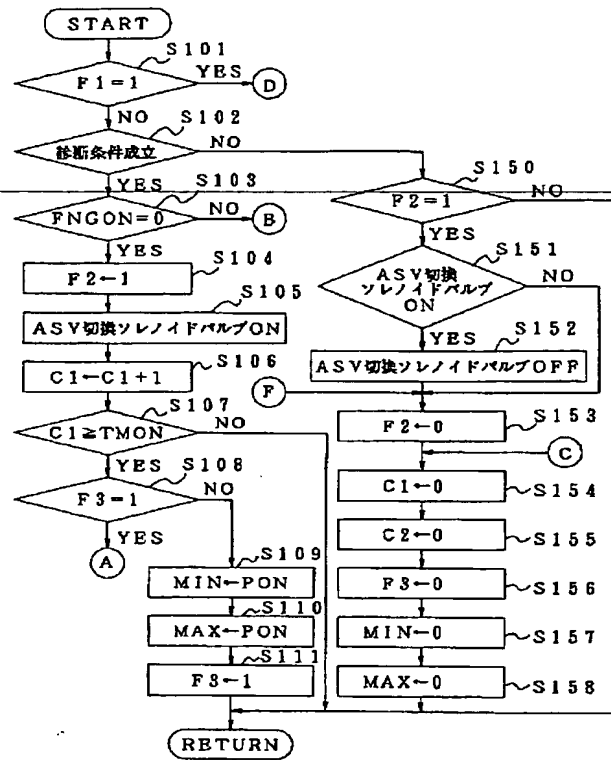 START
S101
F1=1
YES
D
NO
S102
診断条件成立
NO
YES
S103
FNGON=0
NO
B
YES
S104
F2←1
S105
ASV切換ソレノイドバルブON
S106
C1←C1+1
S107
C1≧TMON
NO
YES
S108
F3=1
NO
YES
A
S109
MIN←PON
S110
MAX←PON
S111
F3←1
RETURN
S150
F2=1
NO
YES
S151
ASV切換
ソレノイドバルブ
ON
NO
YES
S152
ASV切換ソレノイドバルブOFF
F
S153
F2←0
C
C1←0
S154
C2←0
S155
F3←0
S156
MIN←0
S157
MAX←0
S158